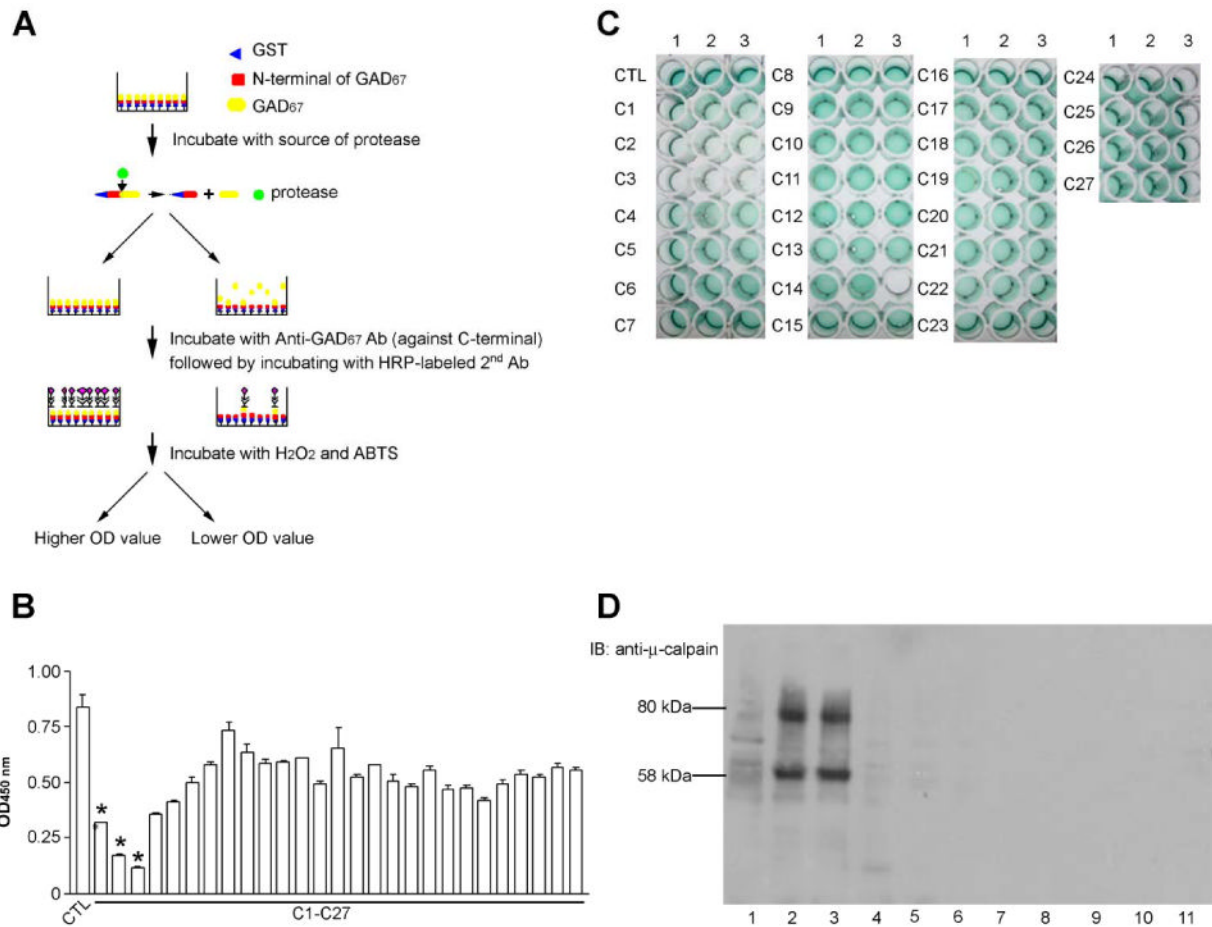 A
GST
N-terminal of GAD67
GAD67
Incubate with source of protease
protease
Incubate with Anti-GAD67 Ab (against C-terminal)
followed by incubating with HRP-labeled 2nd Ab
Incubate with H2O2 and ABTS
Higher OD value
Lower OD value
B
OD450 nm
1.00
0.75
0.50
0.25
0
* * *
CTL
C1-C27
C
1 2 3 1 2 3 1 2 3 1 2 3
CTL C8 C16 C24
C1 C9 C17 C25
C2 C10 C18 C26
C3 C11 C19 C27
C4 C12 C20
C5 C13 C21
C6 C14 C22
C7 C15 C23
D
IB: anti-μ-calpain
80 kDa
58 kDa
1 2 3 4 5 6 7 8 9 10 11